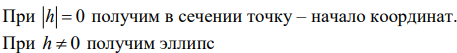 При |h| = 0 получим в сечении точку – начало координат.
При h ≠ 0 получим эллипс